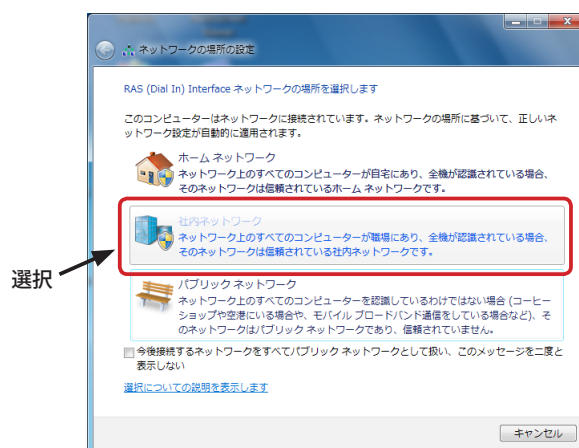 ネットワークの場所の設定
RAS (Dial In) Interface ネットワークの場所を選択します
このコンピューターはネットワークに接続されています。ネットワークの場所に基づいて、正しいネ
ットワーク設定が自動的に適用されます。
ホーム ネットワーク
ネットワーク上のすべてのコンピューターが自宅にあり、全機が認識されている場合、
そのネットワークは信頼されているホーム ネットワークです。
社内ネットワーク
ネットワーク上のすべてのコンピューターが職場にあり、全機が認識されている場合、
そのネットワークは信頼されている社内ネットワークです。
選択
パブリック ネットワーク
ネットワーク上のすべてのコンピューターを認識しているわけではない場合 (コーヒー
ショップや空港にいる場合や、モバイル ブロードバンド通信をしている場合など)、そ
のネットワークはパブリック ネットワークであり、信頼されていません。
今後接続するネットワークをすべてパブリック ネットワークとして扱い、このメッセージを二度と
表示しない
選択についての説明を表示します
キャンセル